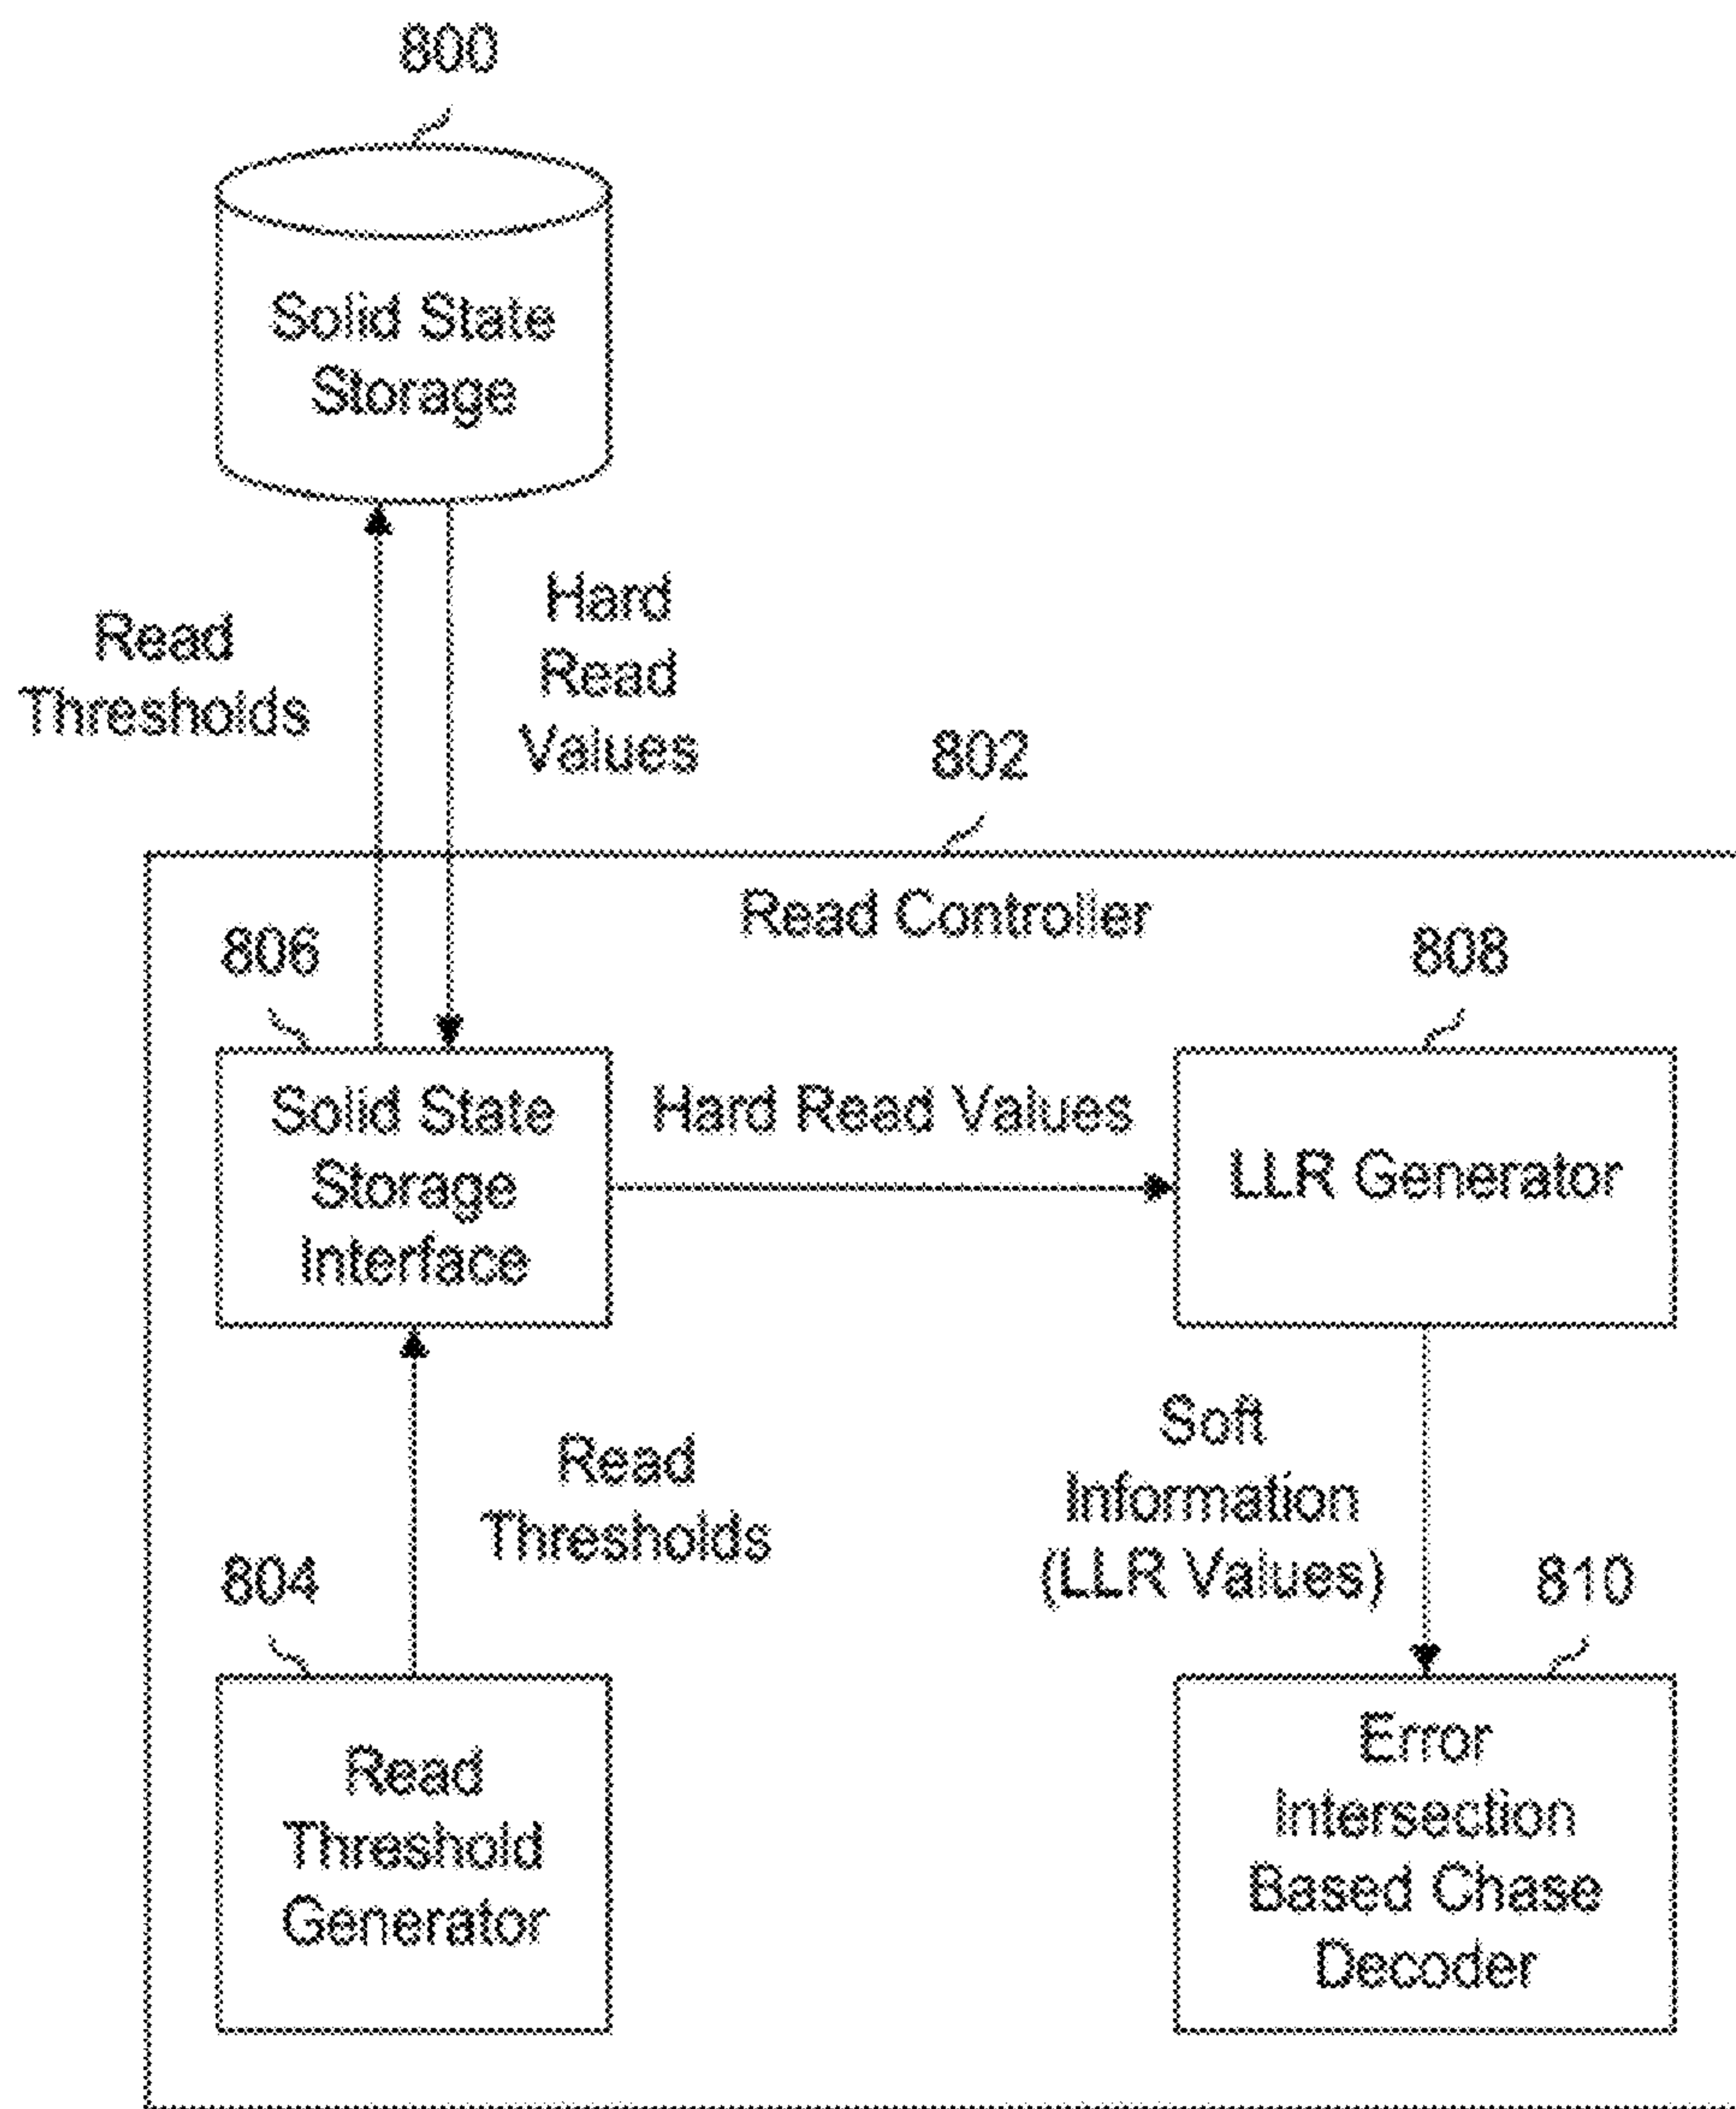 800
Solid State
Storage
Read
Thresholds
Hard
Read
Values
802
Read Controller
806
808
Solid State
Storage
Interface
Hard Read Values
LLR Generator
Read
Thresholds
Soft
Information
(LLR Values)
804
810
Read
Threshold
Generator
Error
Intersection
Based Chase
Decoder